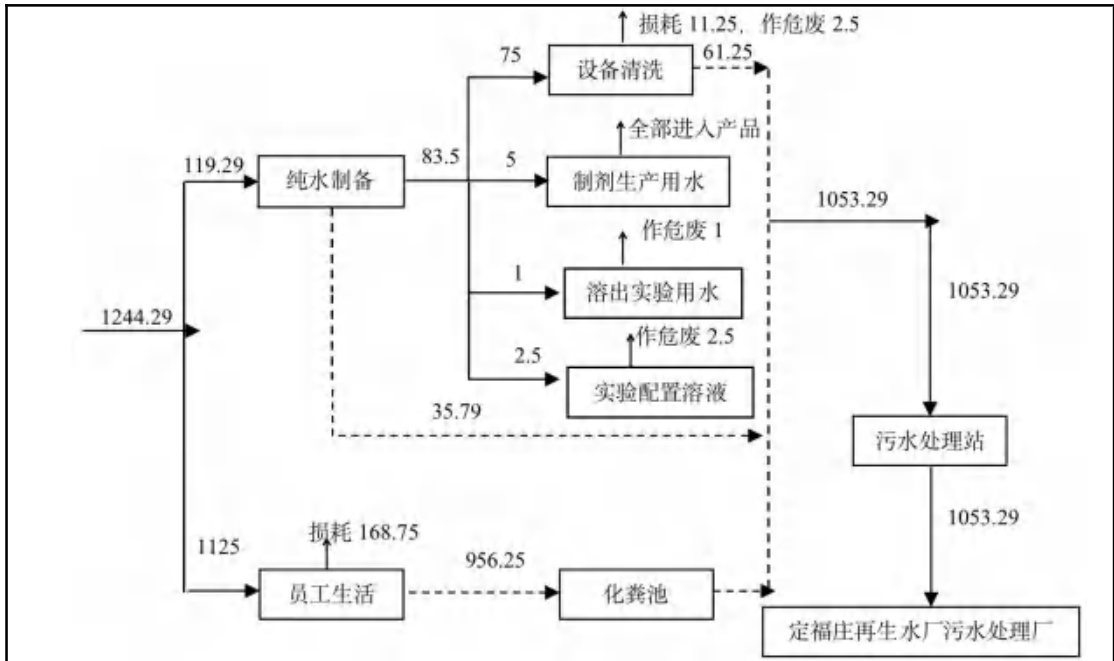 损耗 11.25，作危废 2.5
75
设备清洗
61.25
全部进入产品
119.29
纯水制备
83.5
5
制剂生产用水
1053.29
作危废 1
1
溶出实验用水
1053.29
1244.29
作危废 2.5
2.5
实验配置溶液
35.79
污水处理站
1053.29
损耗 168.75
1125
956.25
员工生活
化粪池
定福庄再生水厂污水处理厂